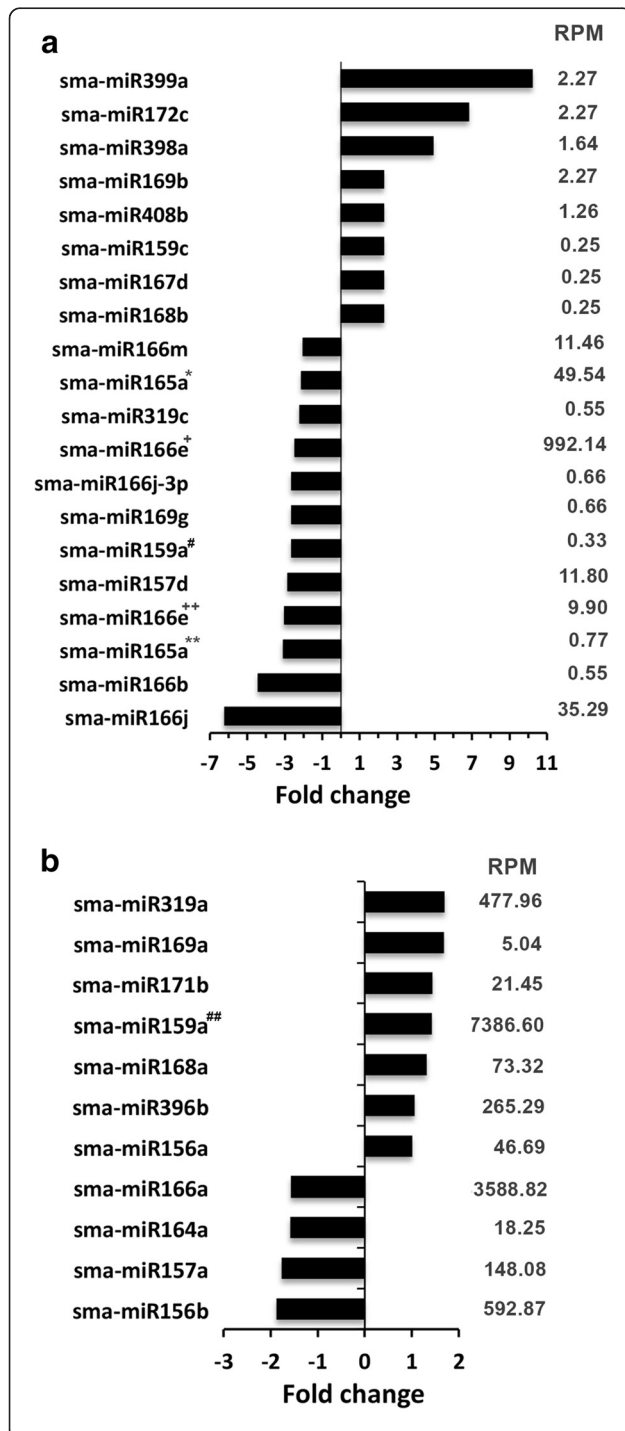 a
RPM
sma-miR399a 2.27
sma-miR172c 2.27
sma-miR398a 1.64
sma-miR169b 2.27
sma-miR408b 1.26
sma-miR159c 0.25
sma-miR167d 0.25
sma-miR168b 0.25
sma-miR166m 11.46
sma-miR165a* 49.54
sma-miR319c 0.55
sma-miR166e+ 992.14
sma-miR166j-3p 0.66
sma-miR169g 0.66
sma-miR159a# 0.33
sma-miR157d 11.80
sma-miR166e++ 9.90
sma-miR165a** 0.77
sma-miR166b 0.55
sma-miR166j 35.29
-7 -5 -3 -1 1 3 5 7 9 11
Fold change
b
RPM
sma-miR319a 477.96
sma-miR169a 5.04
sma-miR171b 21.45
sma-miR159a## 7386.60
sma-miR168a 73.32
sma-miR396b 265.29
sma-miR156a 46.69
sma-miR166a 3588.82
sma-miR164a 18.25
sma-miR157a 148.08
sma-miR156b 592.87
-3 -2 -1 0 1 2
Fold change